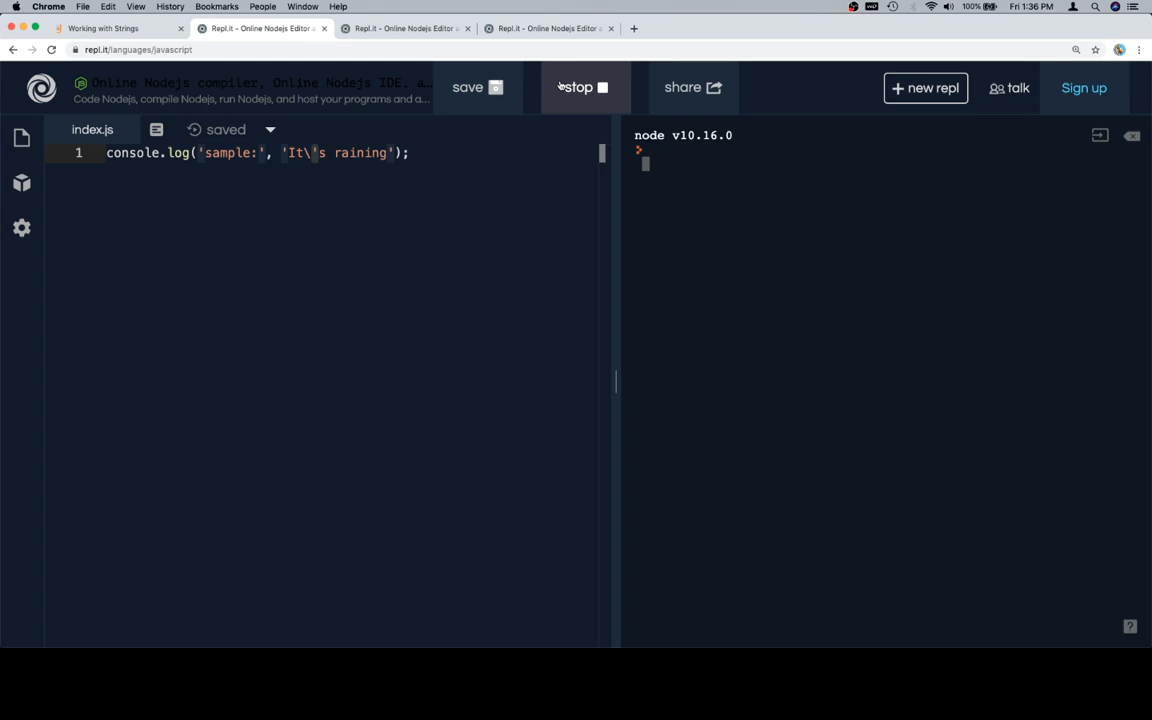 Chrome File Edit View History Bookmarks People Window Help 100% Fri 1:36 PM
Working with Strings Repl.it - Online Nodejs Editor a Repl.it - Online Nodejs Editor a Repl.it - Online Nodejs Editor a
repl.it/languages/javascript
Online Nodejs compiler, Online Nodejs IDE, a...
Code Nodejs, compile Nodejs, run Nodejs, and host your programs and a...
save stop share + new repl talk Sign up
index.js saved
node v10.16.0
1 console.log('sample:', 'It\'s raining');
>
?